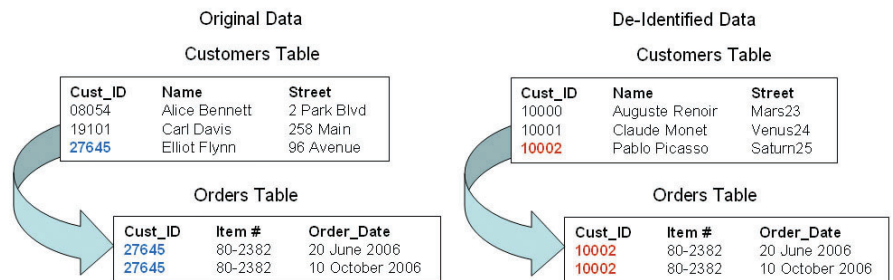 Original Data
Customers Table
Cust_ID Name Street
08054 Alice Bennett 2 Park Blvd
19101 Carl Davis 258 Main
27645 Elliot Flynn 96 Avenue
Orders Table
Cust_ID Item # Order_Date
27645 80-2382 20 June 2006
27645 80-2382 10 October 2006
De-Identified Data
Customers Table
Cust_ID Name Street
10000 Auguste Renoir Mars23
10001 Claude Monet Venus24
10002 Pablo Picasso Saturn25
Orders Table
Cust_ID Item # Order_Date
10002 80-2382 20 June 2006
10002 80-2382 10 October 2006